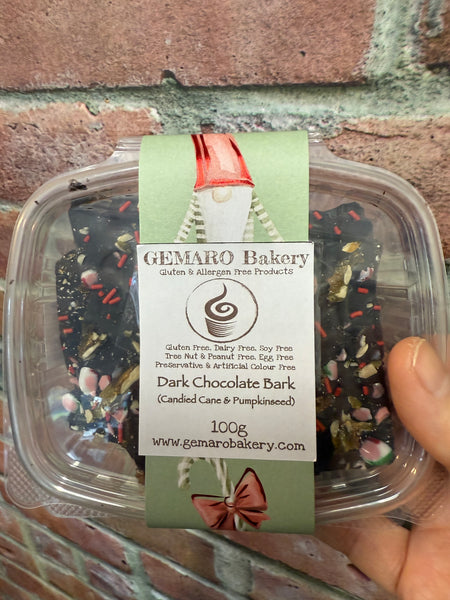 GEMARO Bakery
Gluten & Allergen Free Products
Gluten Free, Dairy Free, Soy Free
Tree Nut & Peanut Free, Egg Free
Preservative & Artificial Colour Free
Dark Chocolate Bark
(Candied Cane & Pumpkinseed)
100g
www.gemarobakery.com